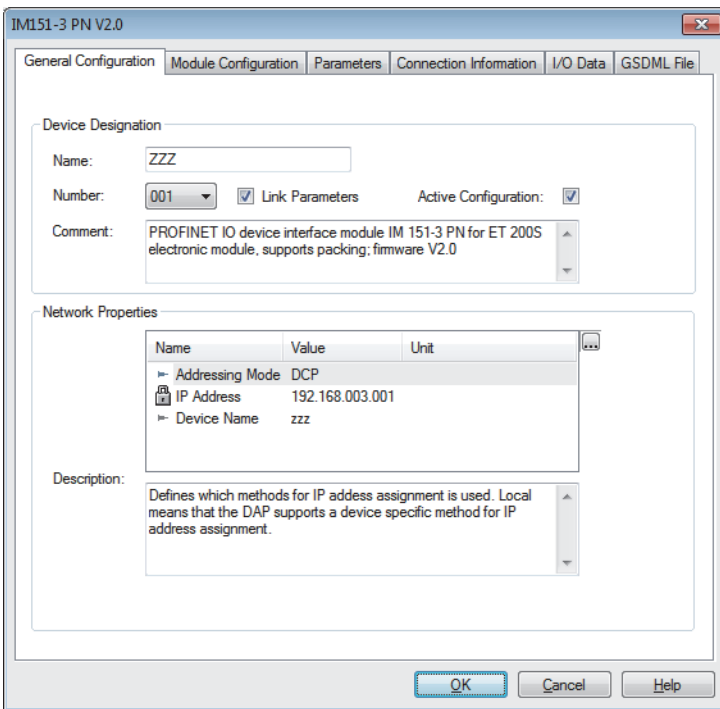 IM151-3 PN V2.0
General Configuration Module Configuration Parameters Connection Information I/O Data GSDML File
Device Designation
Name: ZZZ
Number: 001 Link Parameters Active Configuration:
Comment: PROFINET IO device interface module IM 151-3 PN for ET 200S
electronic module, supports packing; firmware V2.0
Network Properties
Name Value Unit
Addressing Mode DCP
IP Address 192.168.003.001
Device Name zzz
Description:
Defines which methods for IP addess assignment is used. Local
means that the DAP supports a device specific method for IP
address assignment.
OK Cancel Help